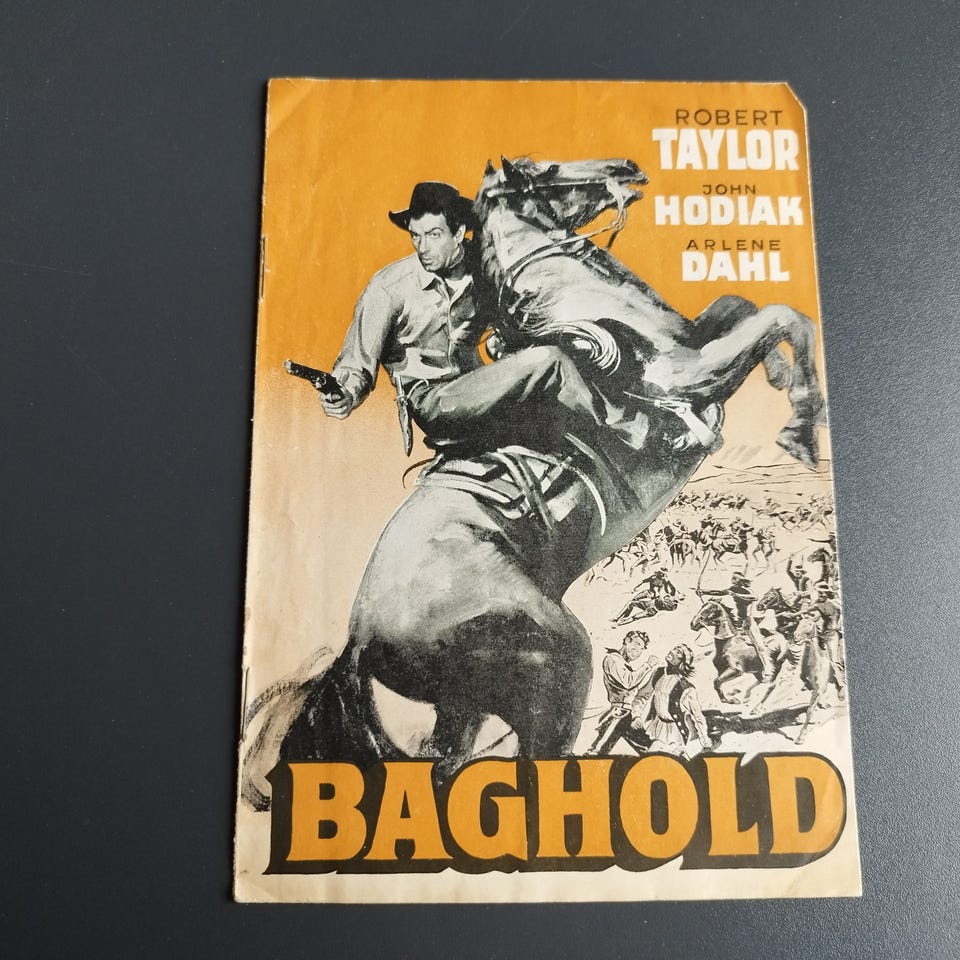 ROBERT
TAYLOR
JOHN
HODIAK
ARLENE
DAHL
BAGHOLD